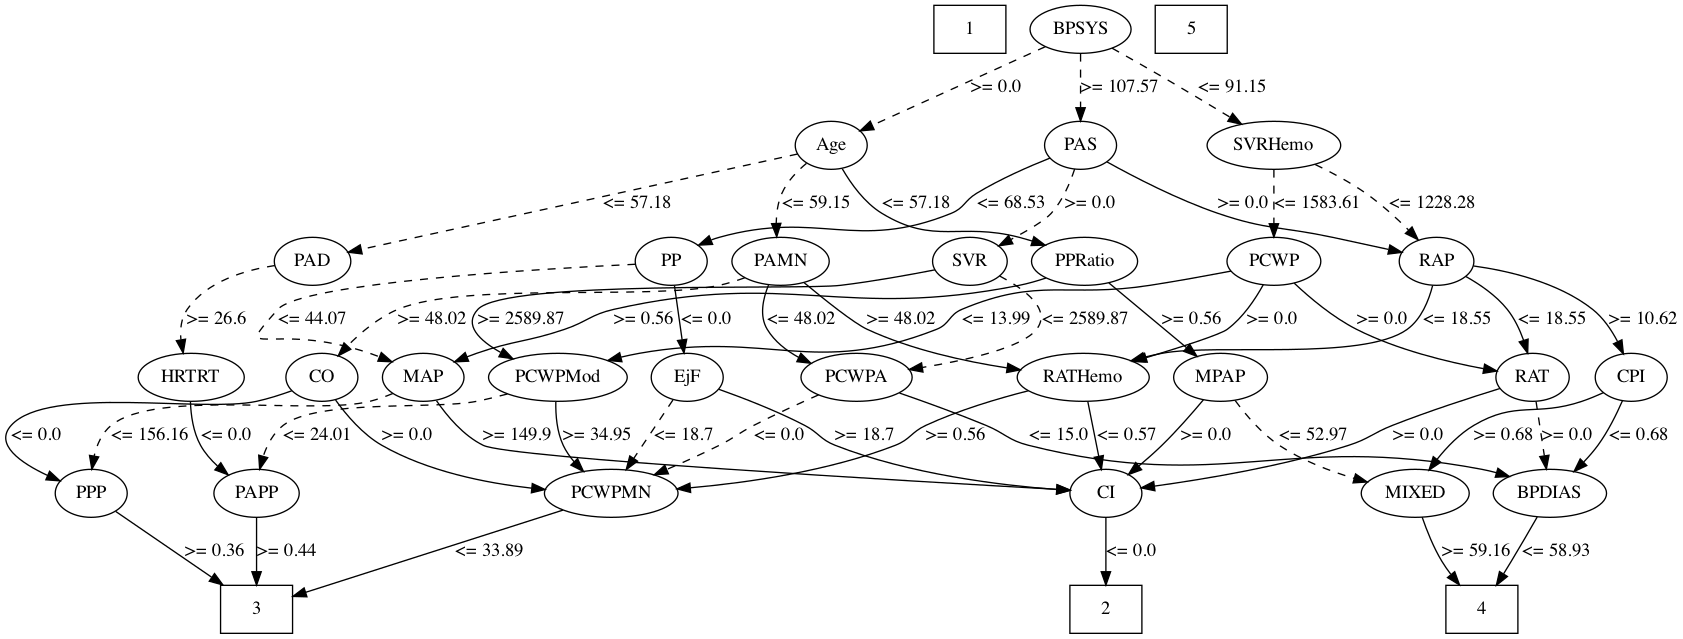 1 BPSYS 5
>= 0.0 >= 107.57 <= 91.15
Age PAS SVRHemo
<= 57.18 <= 59.15 <= 57.18 <= 68.53 >= 0.0 >= 0.0 <= 1583.61 <= 1228.28
PAD PP PAMN SVR PPRatio PCWP RAP
>= 26.6 <= 44.07 >= 48.02 >= 2589.87 >= 0.56 <= 0.0 <= 48.02 >= 48.02 <= 13.99 <= 2589.87 >= 0.56 >= 0.0 >= 0.0 <= 18.55 <= 18.55 >= 10.62
HRTRT CO MAP PCWPMod EjF PCWPA RATHemo MPAP RAT CPI
<= 0.0 <= 156.16 <= 0.0 <= 24.01 >= 0.0 >= 149.9 >= 34.95 <= 18.7 <= 0.0 >= 18.7 >= 0.56 <= 15.0 <= 0.57 >= 0.0 <= 52.97 >= 0.0 >= 0.68 >= 0.0 <= 0.68
PPP PAPP PCWPMN CI MIXED BPDIAS
>= 0.36 >= 0.44 <= 33.89 <= 0.0 >= 59.16 <= 58.93
3 2 4